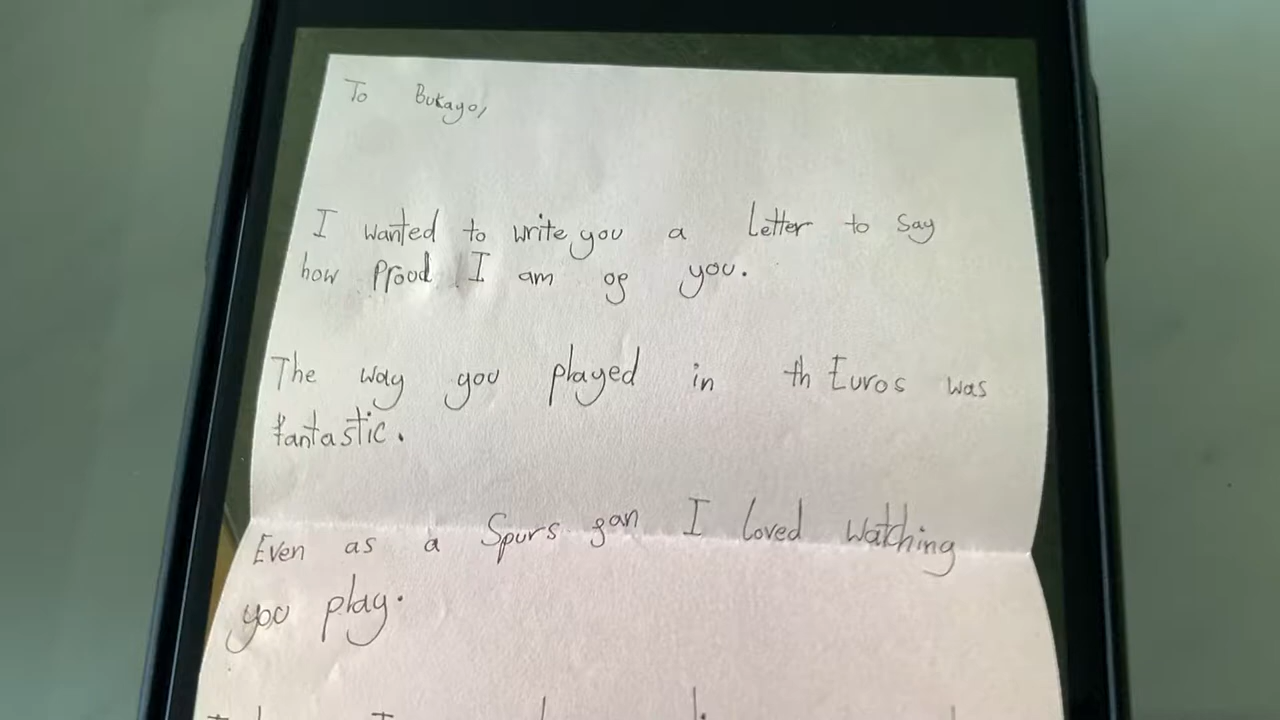 To Bukayo,
I wanted to write you a letter to say
how Proud I am og you.
The way you played in th Euros was
fantastic.
Even as a Spurs gan I loved watching
you play.